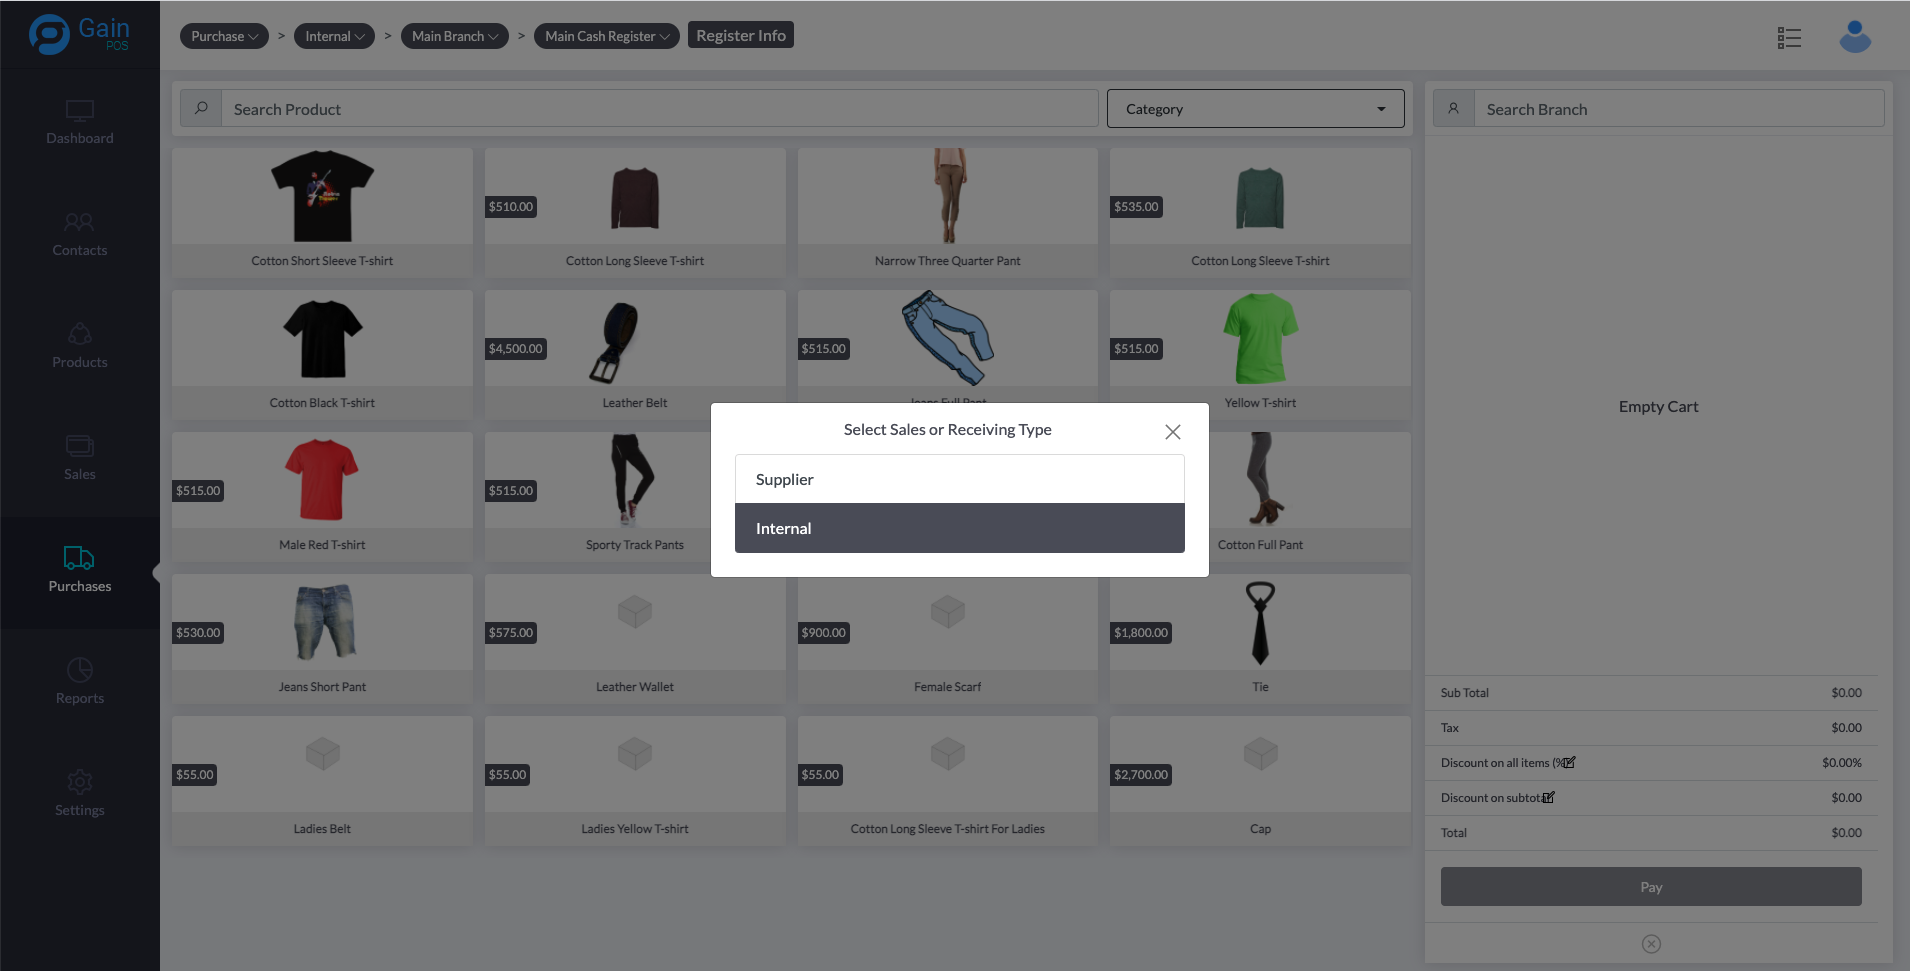 Gain
POS
Purchase > Internal > Main Branch > Main Cash Register Register Info
Dashboard
Contacts
Products
Sales
Purchases
Reports
Settings
Search Product
Category
Search Branch
Cotton Short Sleeve T-shirt
$510.00
Cotton Long Sleeve T-shirt
Narrow Three Quarter Pant
$535.00
Cotton Long Sleeve T-shirt
Cotton Black T-shirt
$4,500.00
Leather Belt
$515.00
Jeans Full Pant
$515.00
Yellow T-shirt
$515.00
Male Red T-shirt
$515.00
Sporty Track Pants
Cotton Full Pant
$530.00
Jeans Short Pant
$575.00
Leather Wallet
$900.00
Female Scarf
$1,800.00
Tie
$55.00
Ladies Belt
$55.00
Ladies Yellow T-shirt
$55.00
Cotton Long Sleeve T-shirt For Ladies
$2,700.00
Cap
Select Sales or Receiving Type
Supplier
Internal
Empty Cart
Sub Total $0.00
Tax $0.00
Discount on all items (% $0.00%
Discount on subtotal $0.00
Total $0.00
Pay